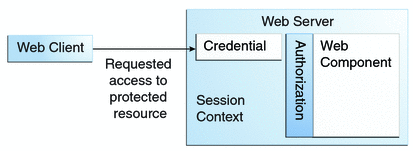 Web Server
Web Client
Credential
Requested
access to
protected
resource
Session
Context
Authorization
Web
Component